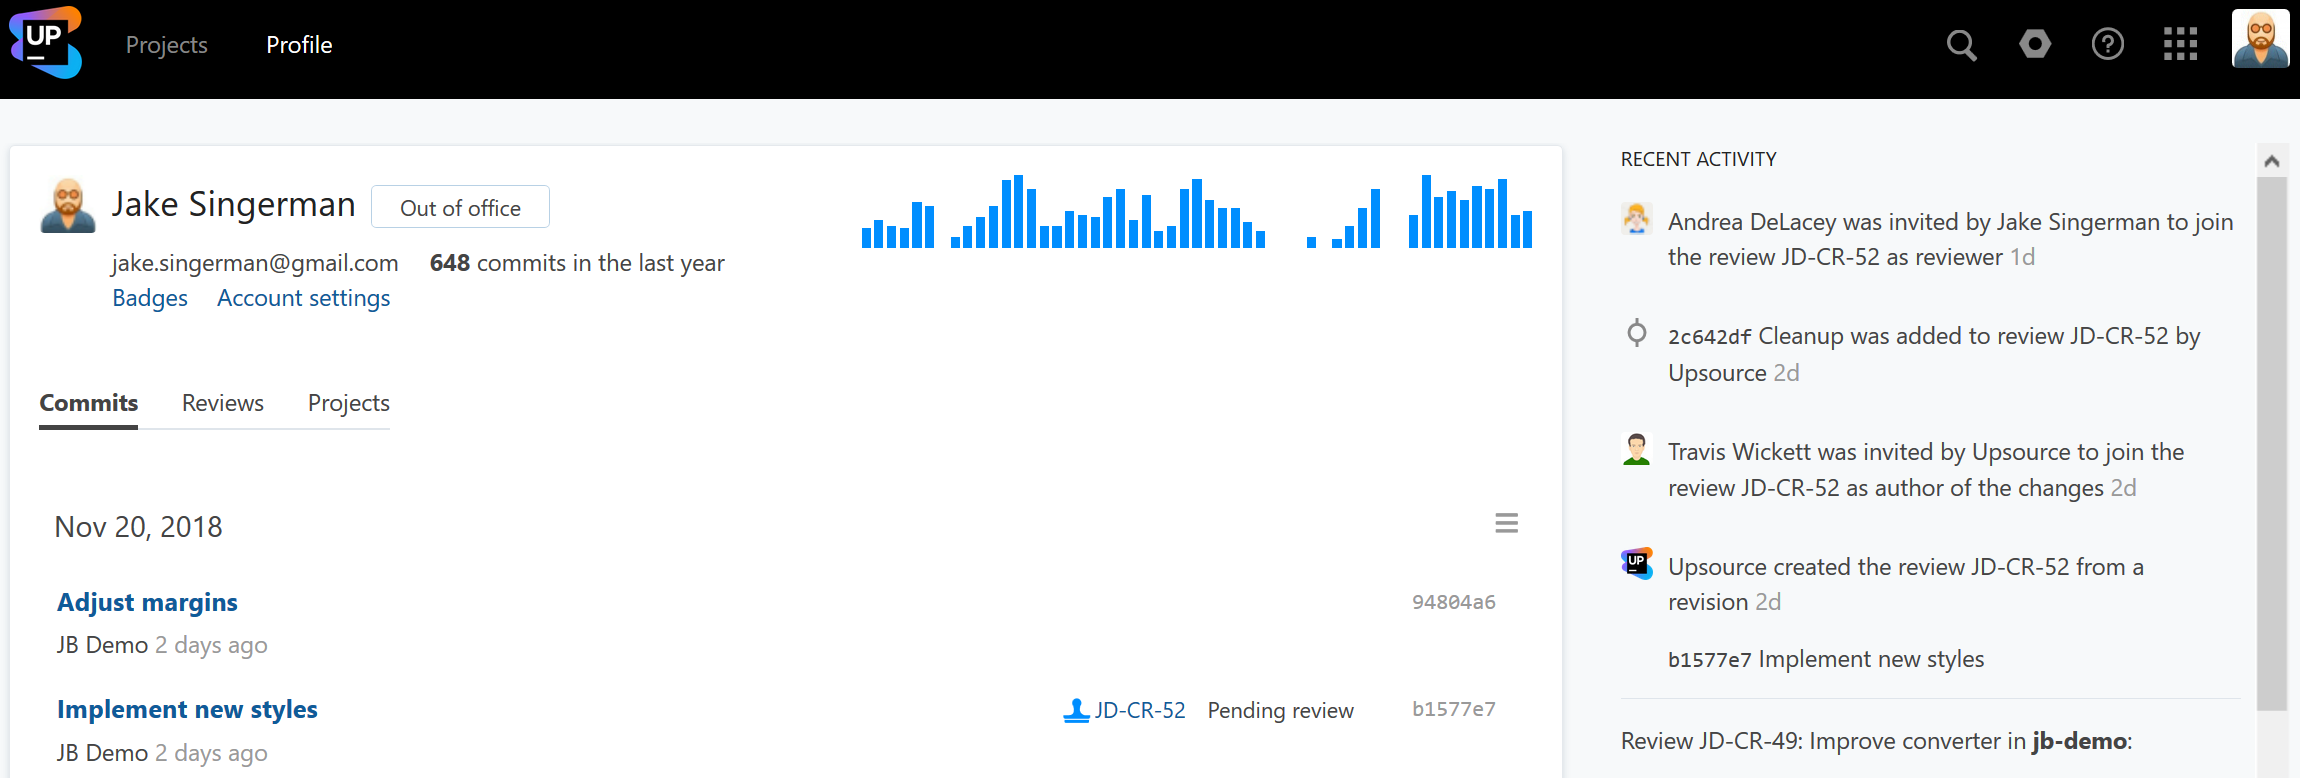 UP
Projects Profile
Jake Singerman Out of office
jake.singerman@gmail.com 648 commits in the last year
Badges Account settings
Commits Reviews Projects
Nov 20, 2018
Adjust margins 94804a6
JB Demo 2 days ago
Implement new styles JD-CR-52 Pending review b1577e7
JB Demo 2 days ago
RECENT ACTIVITY
Andrea DeLacey was invited by Jake Singerman to join
the review JD-CR-52 as reviewer 1d
2c642df Cleanup was added to review JD-CR-52 by
Upsource 2d
Travis Wickett was invited by Upsource to join the
review JD-CR-52 as author of the changes 2d
UP
Upsource created the review JD-CR-52 from a
revision 2d
b1577e7 Implement new styles
Review JD-CR-49: Improve converter in jb-demo: